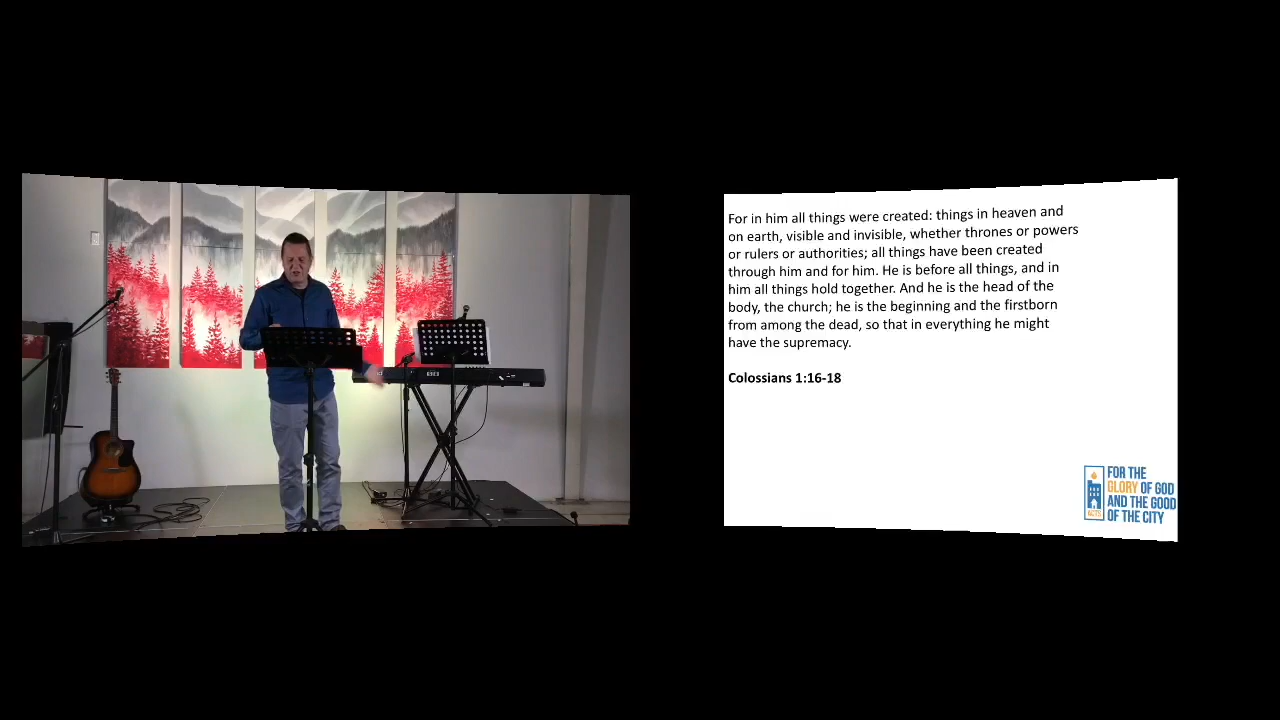 For in him all things were created: things in heaven and
on earth, visible and invisible, whether thrones or powers
or rulers or authorities; all things have been created
through him and for him. He is before all things, and in
him all things hold together. And he is the head of the
body, the church; he is the beginning and the firstborn
from among the dead, so that in everything he might
have the supremacy.
Colossians 1:16-18
ACTS
FOR THE
GLORY OF GOD
AND THE GOOD
OF THE CITY